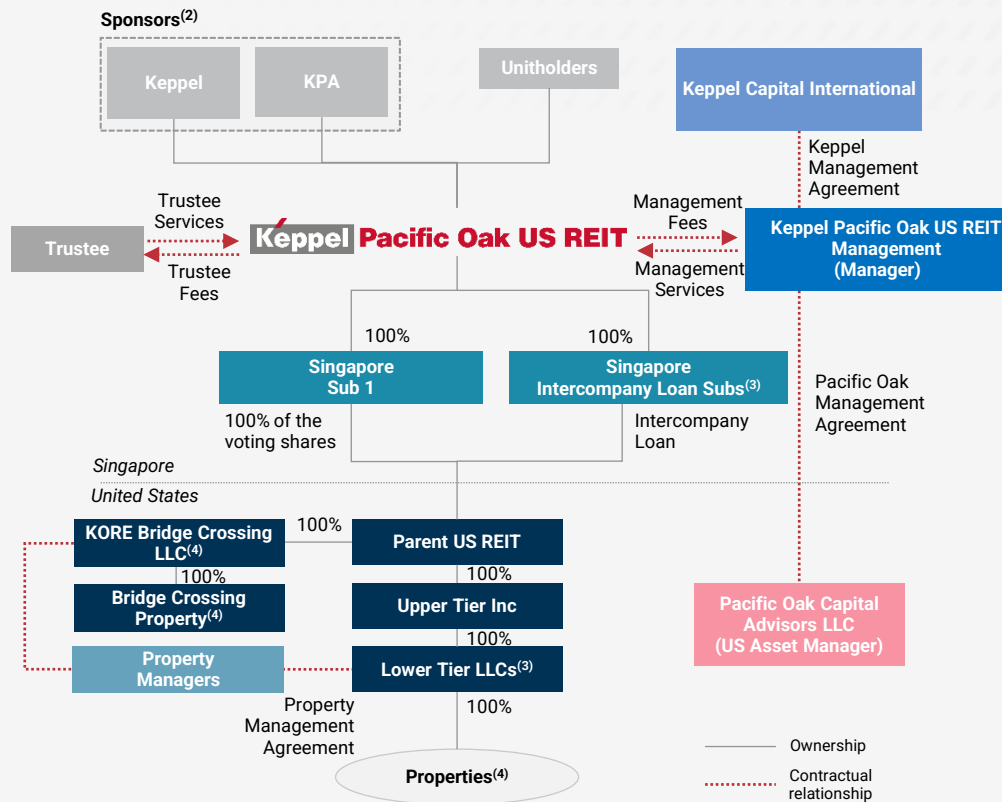 Sponsors(2)
Keppel
KPA
Unitholders
Keppel Capital International
Keppel
Management
Agreement
Trustee
Trustee
Services
Trustee
Fees
Keppel Pacific Oak US REIT
Management
Fees
Management
Services
Keppel Pacific Oak US REIT
Management
(Manager)
100%
100%
Singapore
Sub 1
Singapore
Intercompany Loan Subs(3)
Pacific Oak
Management
Agreement
100% of the
voting shares
Intercompany
Loan
Singapore
United States
KORE Bridge Crossing
LLC(4)
100%
Parent US REIT
100%
100%
Bridge Crossing
Property(4)
Upper Tier Inc
Pacific Oak Capital
Advisors LLC
(US Asset Manager)
100%
Property
Managers
Lower Tier LLCs(3)
Property
Management
Agreement
100%
Properties(4)
Ownership
Contractual
relationship